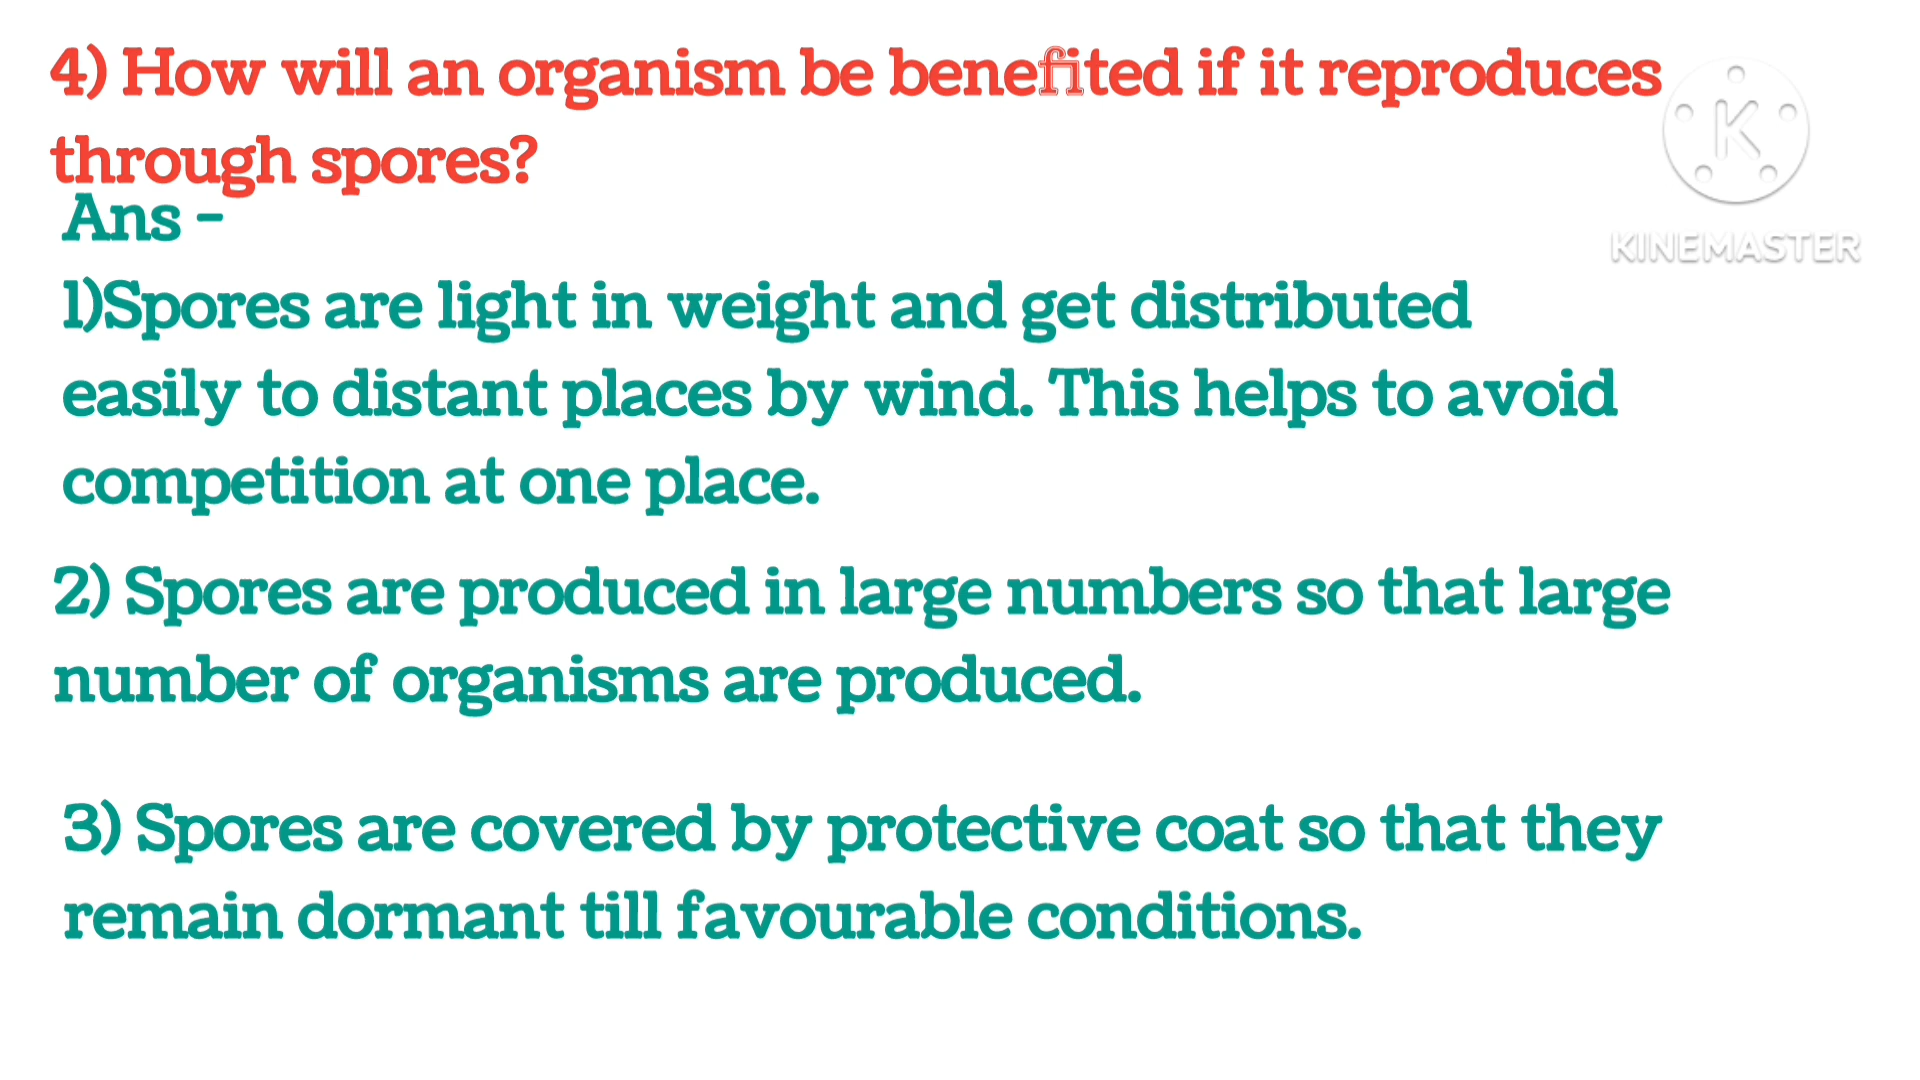 4) How will an organism be benefited if it reproduces
through spores?
Ans -
1)Spores are light in weight and get distributed
easily to distant places by wind. This helps to avoid
competition at one place.
2) Spores are produced in large numbers so that large
number of organisms are produced.
3) Spores are covered by protective coat so that they
remain dormant till favourable conditions.
K
KINEMASTER